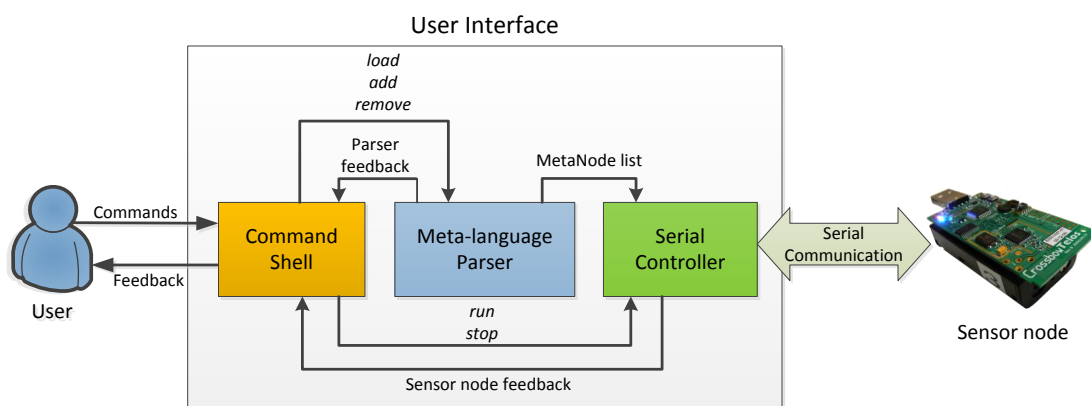 User Interface
load
add
remove
Parser
feedback
MetaNode list
Commands
Command
Shell
Meta-language
Parser
Serial
Controller
Serial
Communication
CrossbowTelos
Feedback
User
run
stop
Sensor node feedback
Sensor node